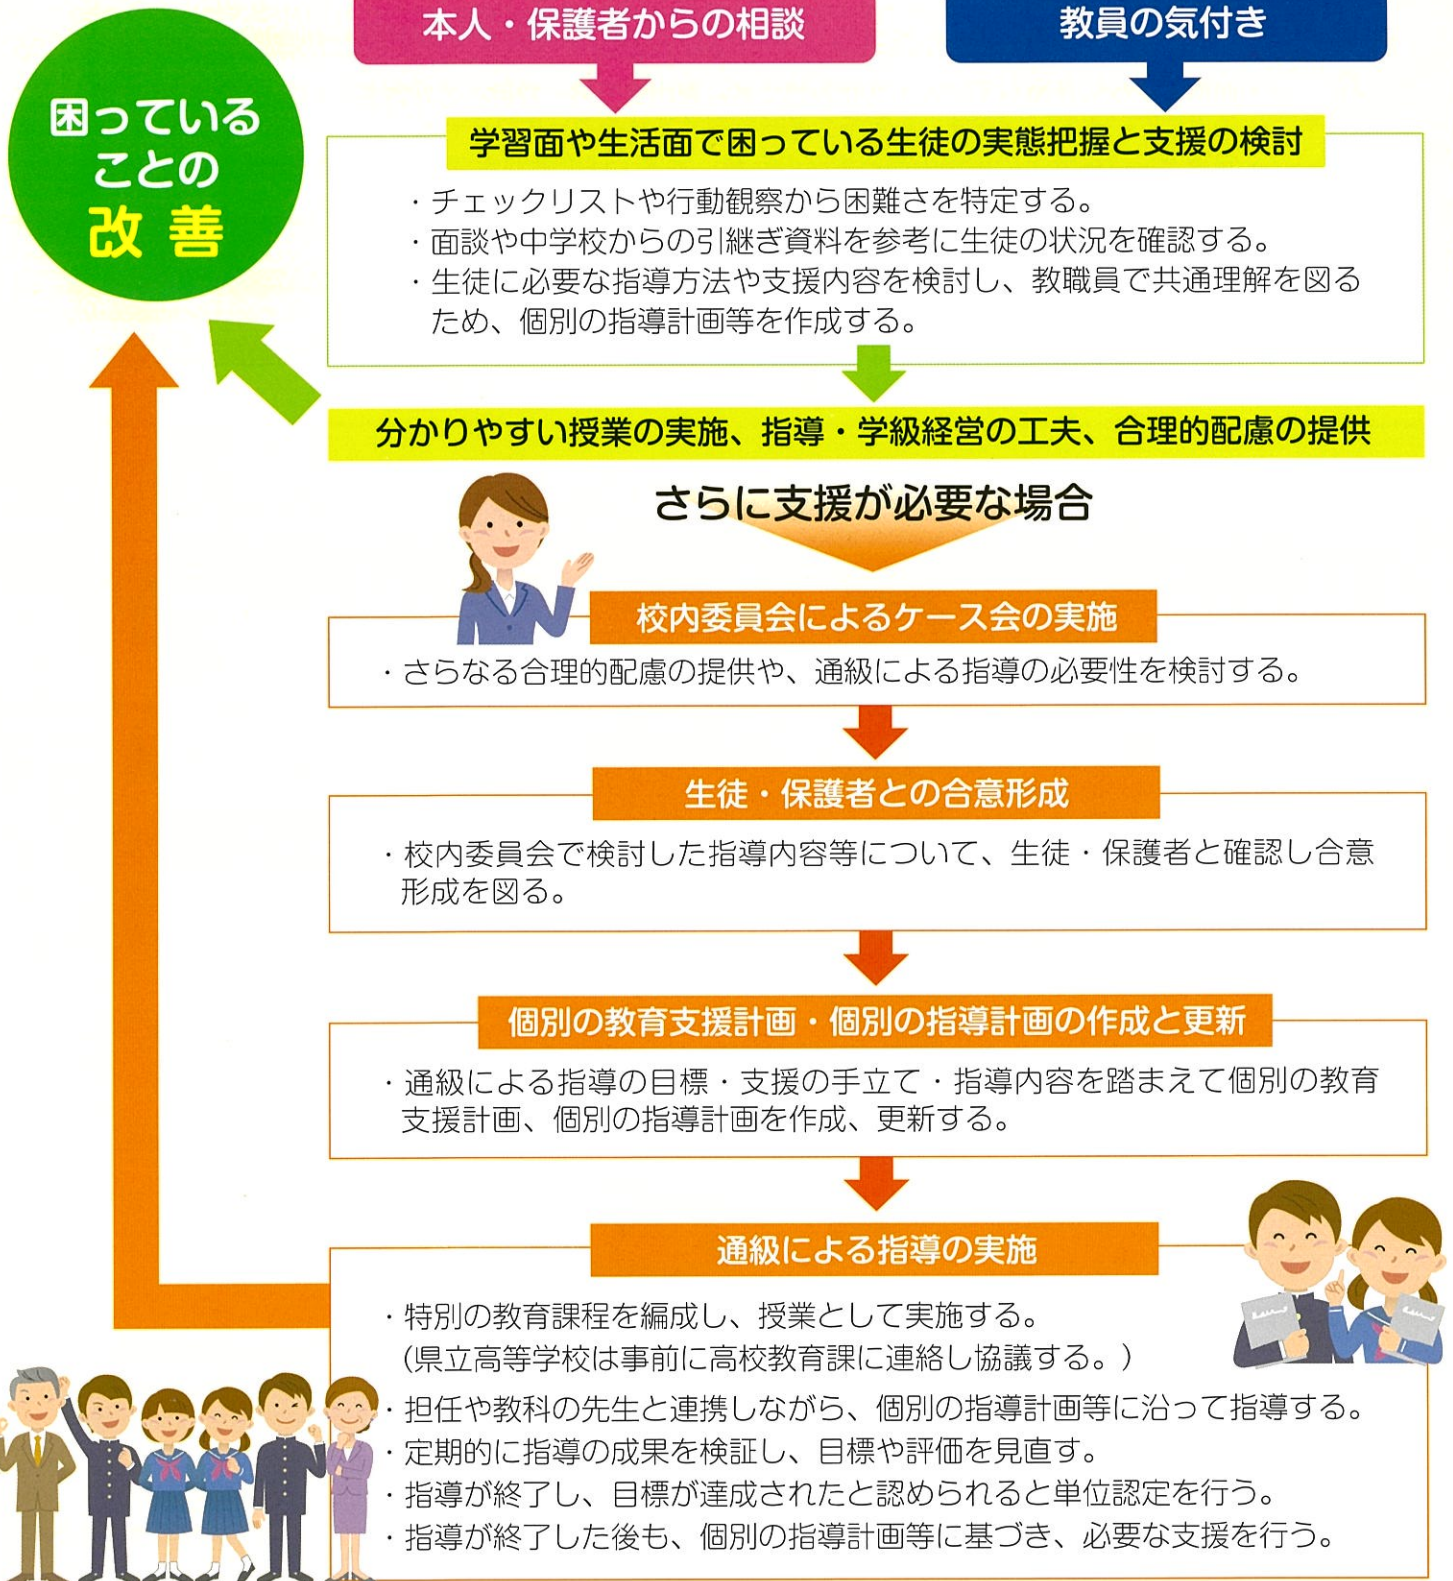 本人・保護者からの相談
教員の気付き
困っている
ことの
改善
学習面や生活面で困っている生徒の実態把握と支援の検討
・チェックリストや行動観察から困難さを特定する。
・面談や中学校からの引継ぎ資料を参考に生徒の状況を確認する。
・生徒に必要な指導方法や支援内容を検討し、教職員で共通理解を図る
ため、個別の指導計画等を作成する。
分かりやすい授業の実施、指導・学級経営の工夫、合理的配慮の提供
さらに支援が必要な場合
校内委員会によるケース会の実施
・さらなる合理的配慮の提供や、通級による指導の必要性を検討する。
生徒・保護者との合意形成
・校内委員会で検討した指導内容等について、生徒・保護者と確認し合意
形成を図る。
個別の教育支援計画・個別の指導計画の作成と更新
・通級による指導の目標・支援の手立て・指導内容を踏まえて個別の教育
支援計画、個別の指導計画を作成、更新する。
通級による指導の実施
・特別の教育課程を編成し、授業として実施する。
(県立高等学校は事前に高校教育課に連絡し協議する。)
・担任や教科の先生と連携しながら、個別の指導計画等に沿って指導する。
・定期的に指導の成果を検証し、目標や評価を見直す。
・指導が終了し、目標が達成されたと認められると単位認定を行う。
・指導が終了した後も、個別の指導計画等に基づき、必要な支援を行う。